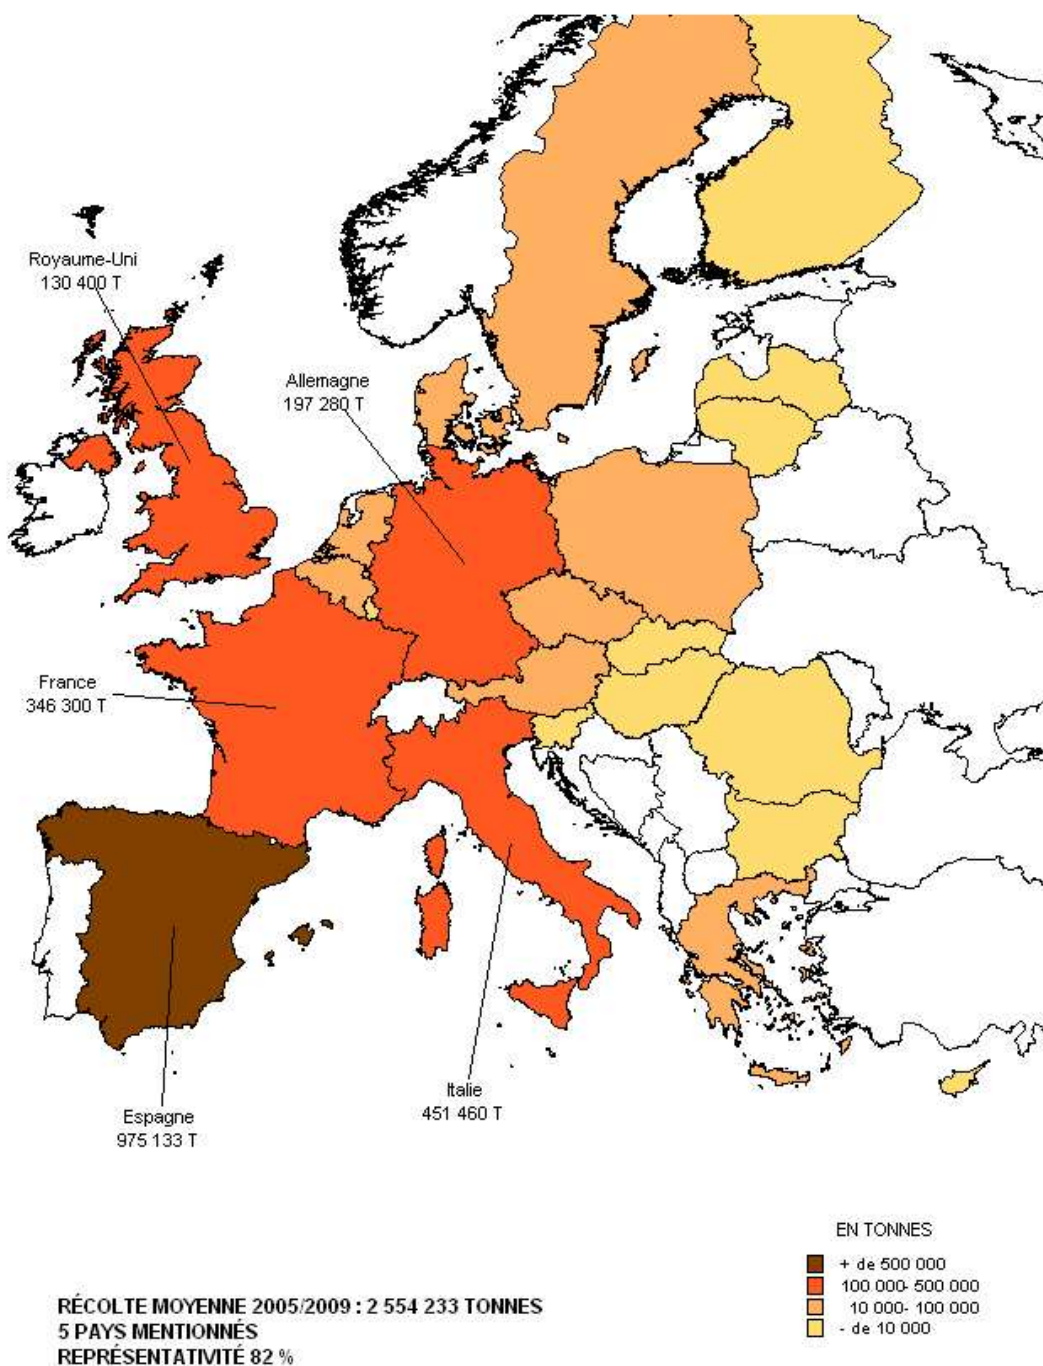 Royaume-Uni
130 400 T
Allemagne
197 280 T
France
346 300 T
Italie
451 460 T
Espagne
975 133 T
EN TONNES
+ de 500 000
100 000- 500 000
10 000- 100 000
- de 10 000
RÉCOLTE MOYENNE 2005/2009 : 2 554 233 TONNES
5 PAYS MENTIONNÉS
REPRÉSENTATIVITÉ 82 %